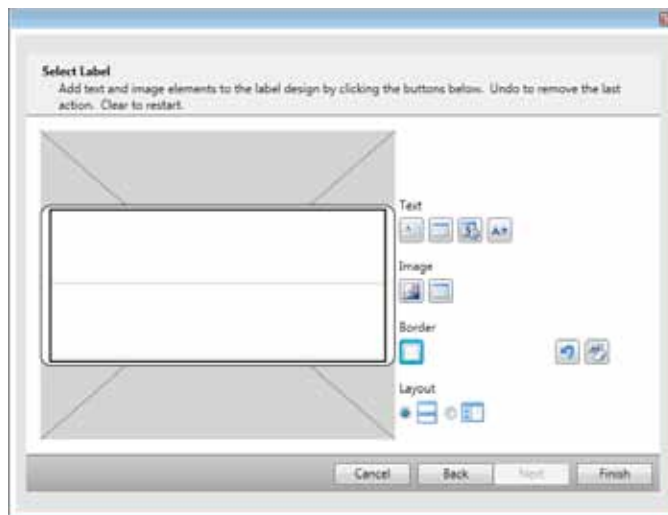 Select Label
Add text and image elements to the label design by clicking the buttons below. Undo to remove the last
action. Clear to restart.
Text
Image
Border
Layout
Cancel
Back
Next
Finish